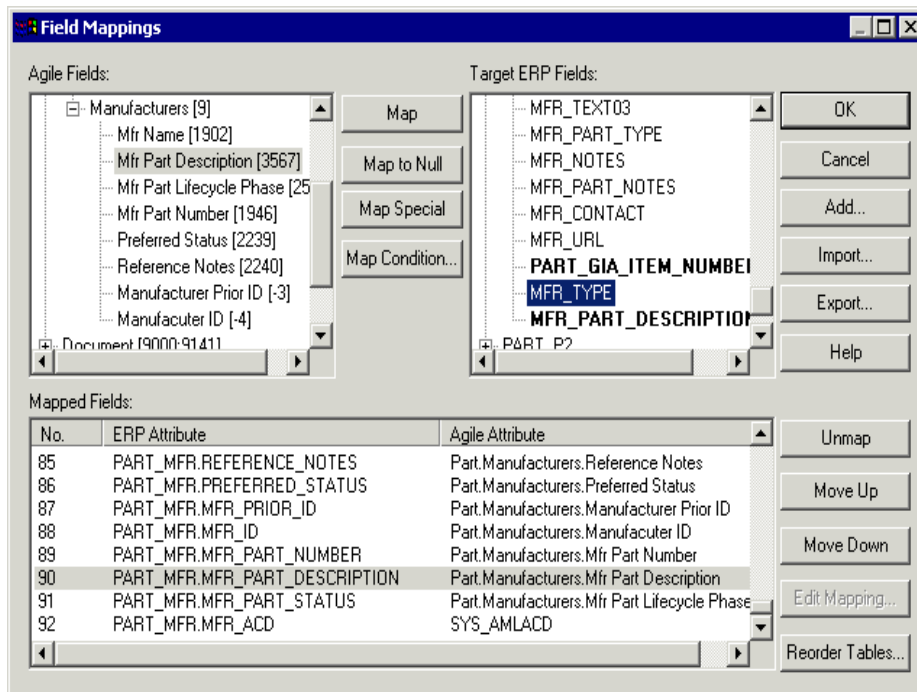 Field Mappings
Agile Fields:
Manufacturers [9]
Mfr Name [1902]
Mfr Part Description [3567]
Mfr Part Lifecycle Phase [25
Mfr Part Number [1946]
Preferred Status [2239]
Reference Notes [2240]
Manufacturer Prior ID [-3]
Manufacuter ID [-4]
Document [9000:9141]
Map
Map to Null
Map Special
Map Condition...
Target ERP Fields:
MFR_TEXT03
MFR_PART_TYPE
MFR_NOTES
MFR_PART_NOTES
MFR_CONTACT
MFR_URL
PART_GIA_ITEM_NUMBE
MFR_TYPE
MFR_PART_DESCRIPTION
PART_P2
OK
Cancel
Add...
Import...
Export...
Help
Mapped Fields:
No. ERP Attribute Agile Attribute
85 PART_MFR.REFERENCE_NOTES Part.Manufacturers.Reference Notes
86 PART_MFR.PREFERRED_STATUS Part.Manufacturers.Preferred Status
87 PART_MFR.MFR_PRIOR_ID Part.Manufacturers.Manufacturer Prior ID
88 PART_MFR.MFR_ID Part.Manufacturers.Manufacuter ID
89 PART_MFR.MFR_PART_NUMBER Part.Manufacturers.Mfr Part Number
90 PART_MFR.MFR_PART_DESCRIPTION Part.Manufacturers.Mfr Part Description
91 PART_MFR.MFR_PART_STATUS Part.Manufacturers.Mfr Part Lifecycle Phase
92 PART_MFR.MFR_ACD SYS_AMLACD
Unmap
Move Up
Move Down
Edit Mapping...
Reorder Tables...